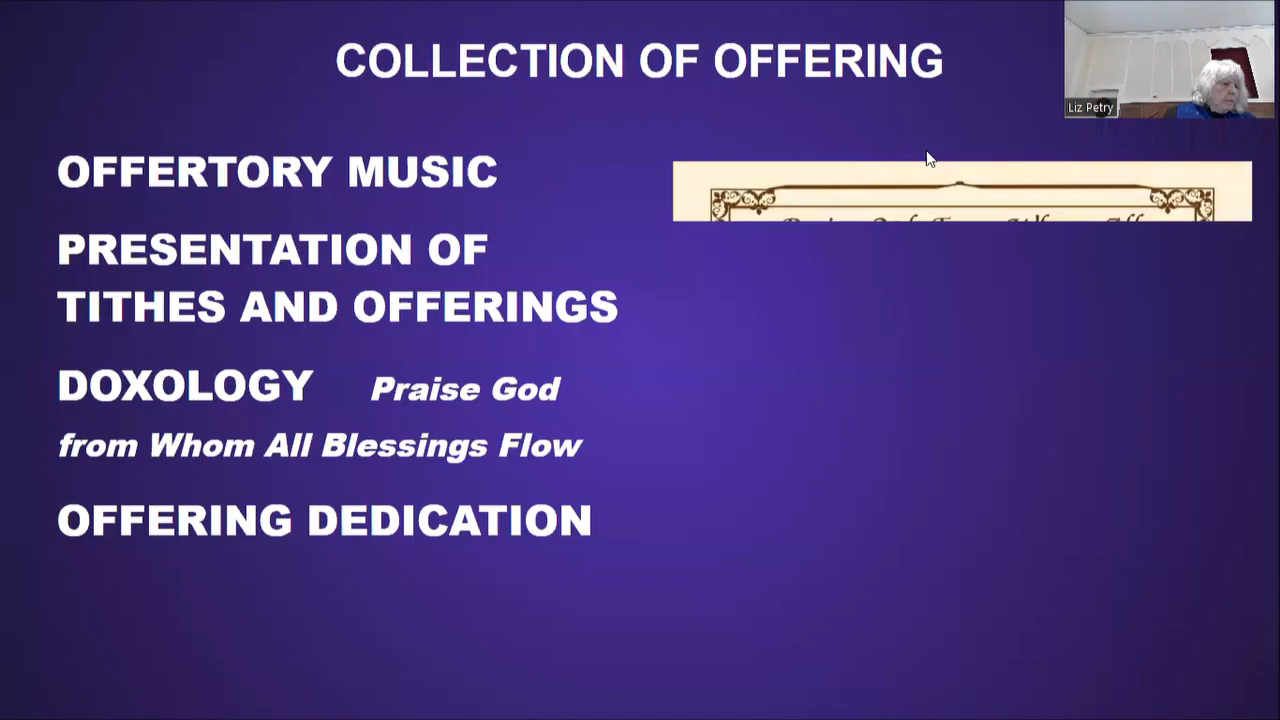 COLLECTION OF OFFERING
Liz Petry
OFFERTORY MUSIC
PRESENTATION OF
TITHES AND OFFERINGS
DOXOLOGY Praise God
from Whom All Blessings Flow
OFFERING DEDICATION